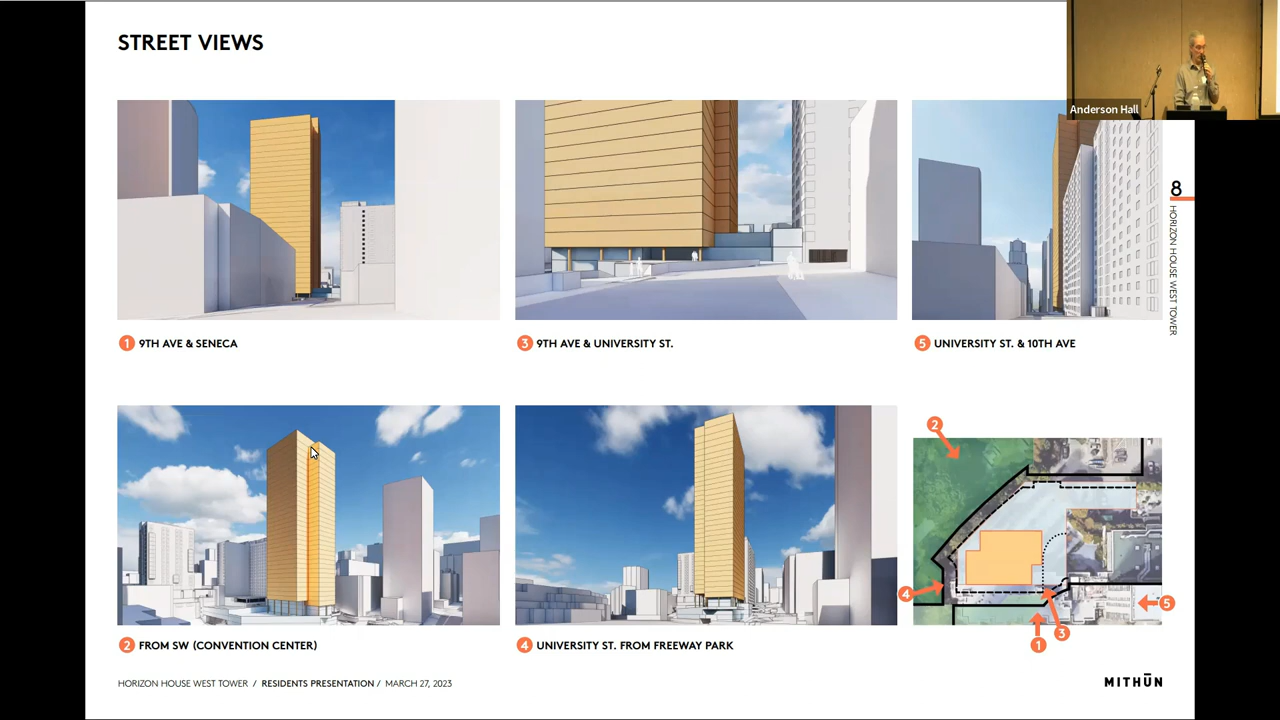 STREET VIEWS
Anderson Hall
8
HORIZON HOUSE WEST TOWER
1 9TH AVE & SENECA
3 9TH AVE & UNIVERSITY ST.
5 UNIVERSITY ST. & 10TH AVE
2
4
5
3
1
2 FROM SW (CONVENTION CENTER)
4 UNIVERSITY ST. FROM FREEWAY PARK
HORIZON HOUSE WEST TOWER / RESIDENTS PRESENTATION / MARCH 27, 2023
MITHŪN